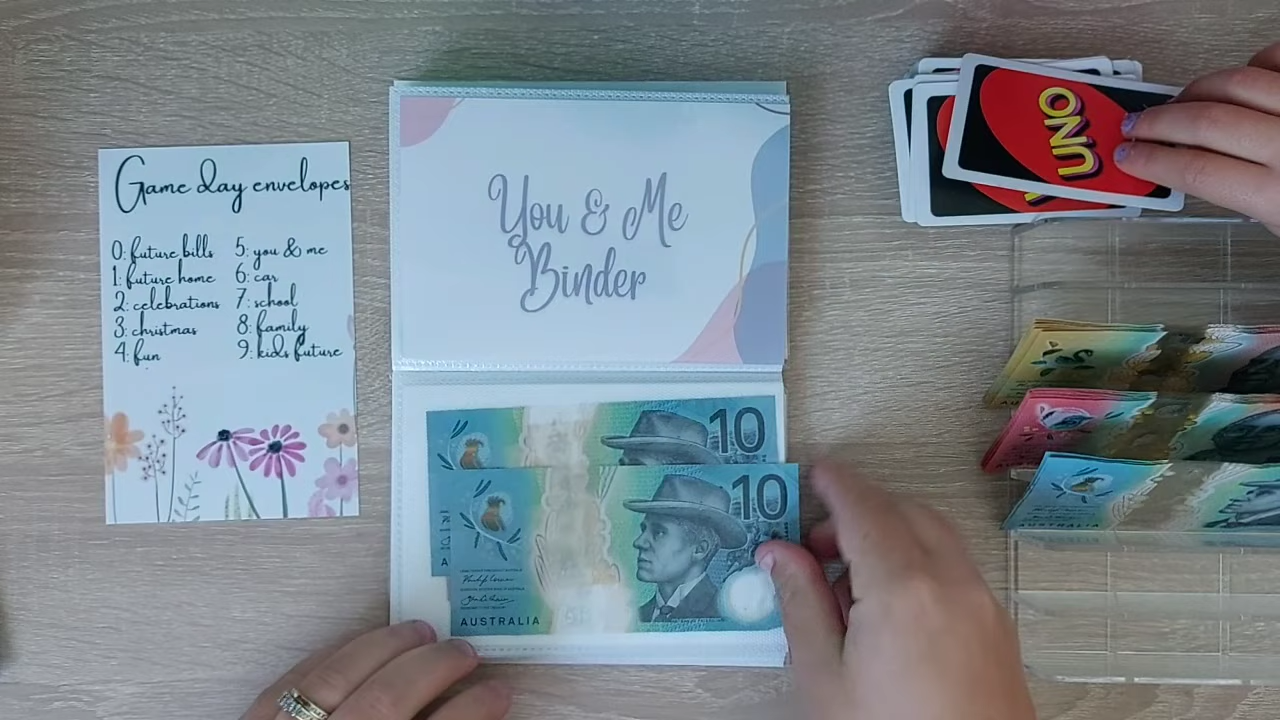 Game day envelopes
0: future bills
1: future home
2: celebrations
3: christmas
4: fun
5: you & me
6: car
7: school
8: family
9: kids future
You & Me
Binder
10
10
AUSTRALIA
UNO